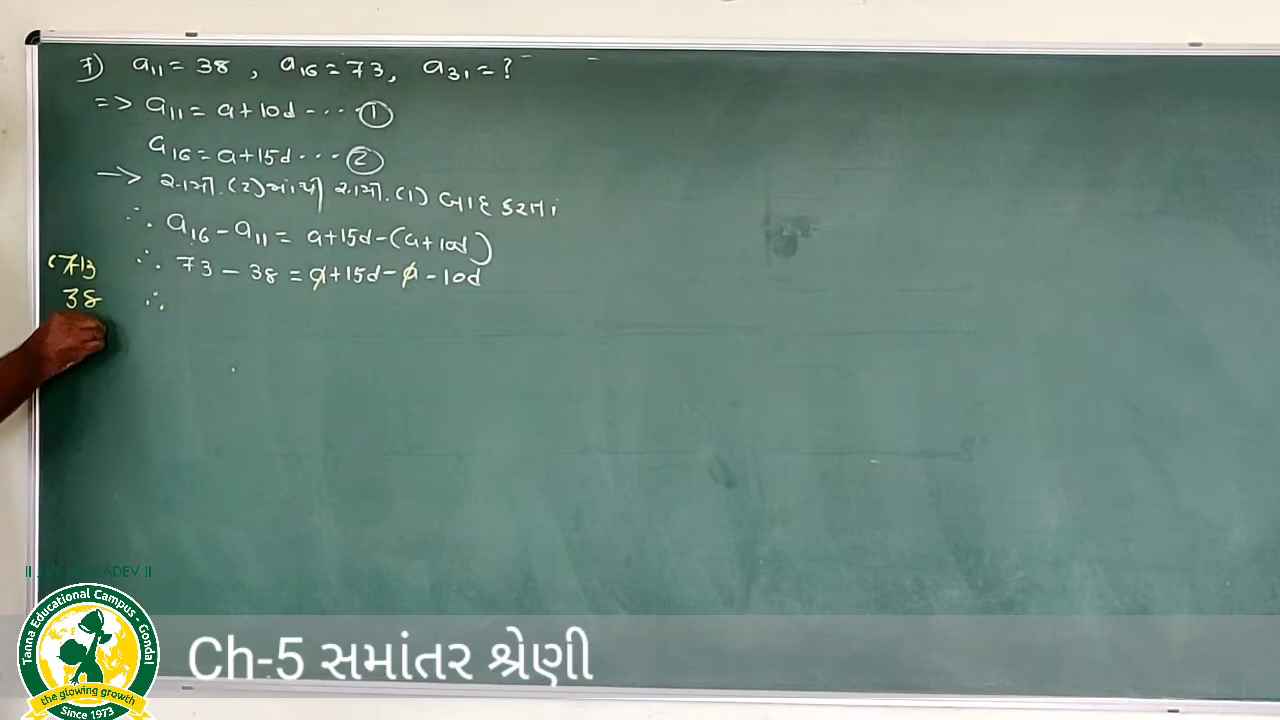 7) a11 = 38 , a16 = 73, a31 = ?
=> a11 = a+10d ---- ①
a16 = a+15d --- ②
→ સમી.(2)માંથી સમી.(1) બાદ કરતાં
∴ a16 - a11 = a+15d-(a+10d)
∴ 73 - 38 = a+15d-a-10d
38 ∴
Tanna Educational Campus - Gondal
the glowing growth
Since 1973
Ch-5 સમાંતર શ્રેણી